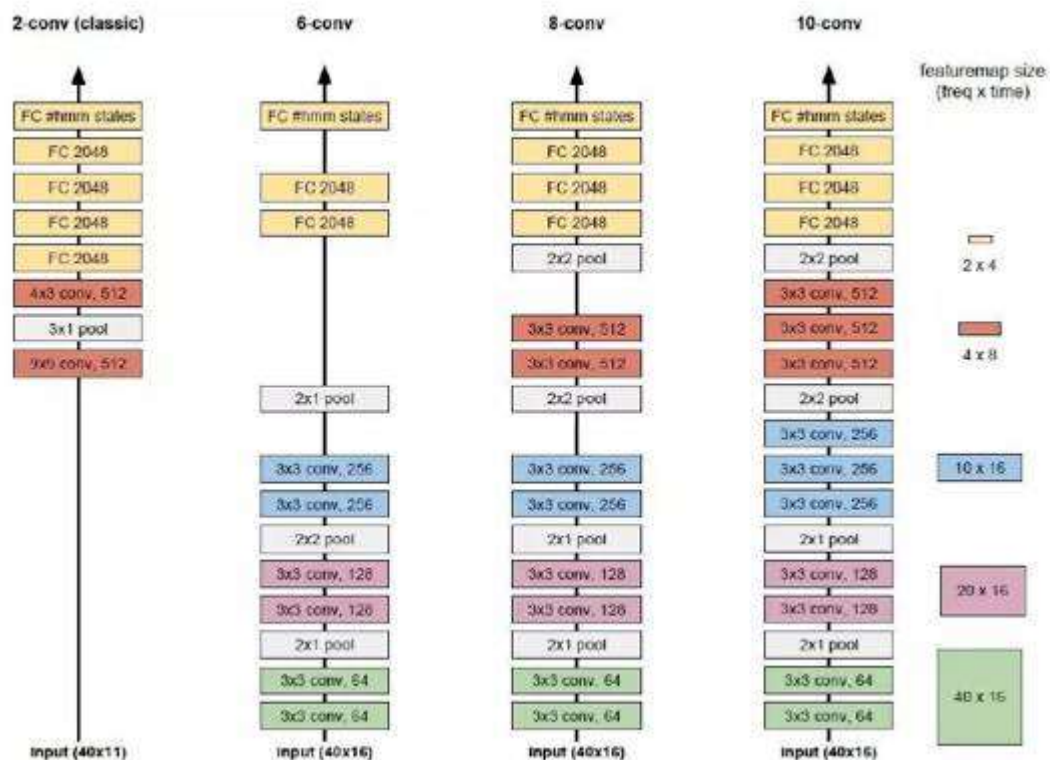 2-conv (classic)
6-conv
8-conv
10-conv
featuremap size
(freq x time)
FC #hmm states
FC 2048
FC 2048
FC 2048
FC 2048
4x3 conv, 512
3x1 pool
9x9 conv, 512
input (40x11)
FC #hmm states
FC 2048
FC 2048
2x1 pool
3x3 conv, 256
3x3 conv, 256
2x2 pool
3x3 conv, 128
3x3 conv, 128
2x1 pool
3x3 conv, 64
3x3 conv, 64
input (40x16)
FC #hmm states
FC 2048
FC 2048
FC 2048
2x2 pool
3x3 conv, 512
3x3 conv, 512
2x2 pool
3x3 conv, 256
3x3 conv, 256
2x1 pool
3x3 conv, 128
3x3 conv, 128
2x1 pool
3x3 conv, 64
3x3 conv, 64
input (40x16)
FC #hmm states
FC 2048
FC 2048
FC 2048
2x2 pool
3x3 conv, 512
3x3 conv, 512
3x3 conv, 512
2x2 pool
3x3 conv, 256
3x3 conv, 256
3x3 conv, 256
2x1 pool
3x3 conv, 128
3x3 conv, 128
2x1 pool
3x3 conv, 64
3x3 conv, 64
input (40x16)
2 x 4
4 x 8
10 x 16
20 x 16
40 x 16